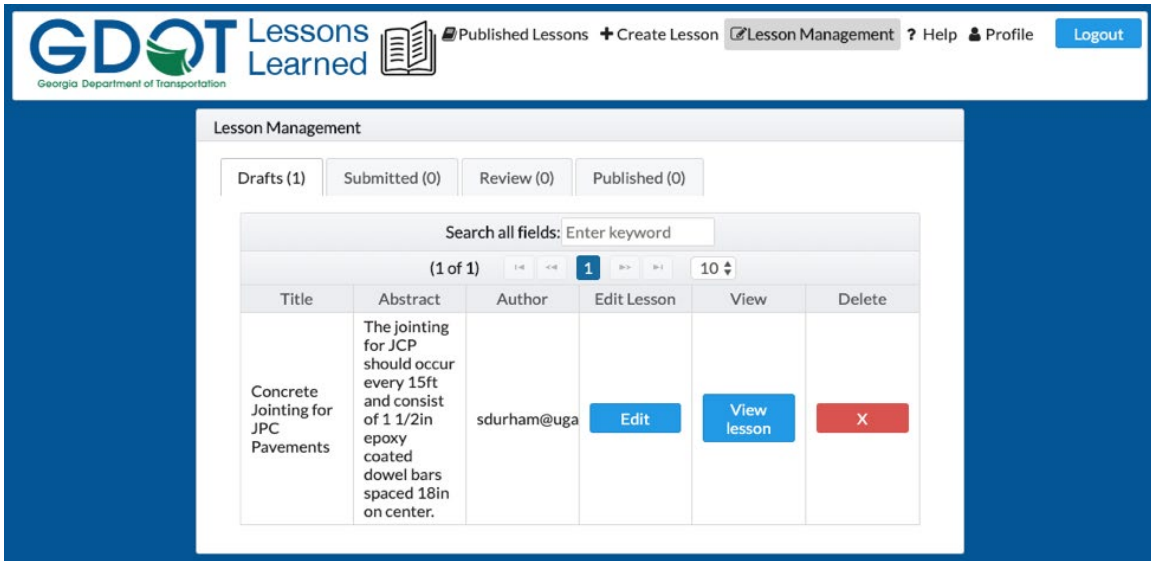 GDOT
Georgia Department of Transportation
Lessons
Learned
Published Lessons Create Lesson Lesson Management ? Help Profile Logout
Lesson Management
Drafts (1) Submitted (0) Review (0) Published (0)
Search all fields: Enter keyword
(1 of 1) 1 10
Title Abstract Author Edit Lesson View Delete
Concrete
Jointing for
JPC
Pavements
The jointing
for JCP
should occur
every 15ft
and consist
of 1 1/2in
epoxy
coated
dowel bars
spaced 18in
on center.
sdurham@uga
Edit
View
lesson
X